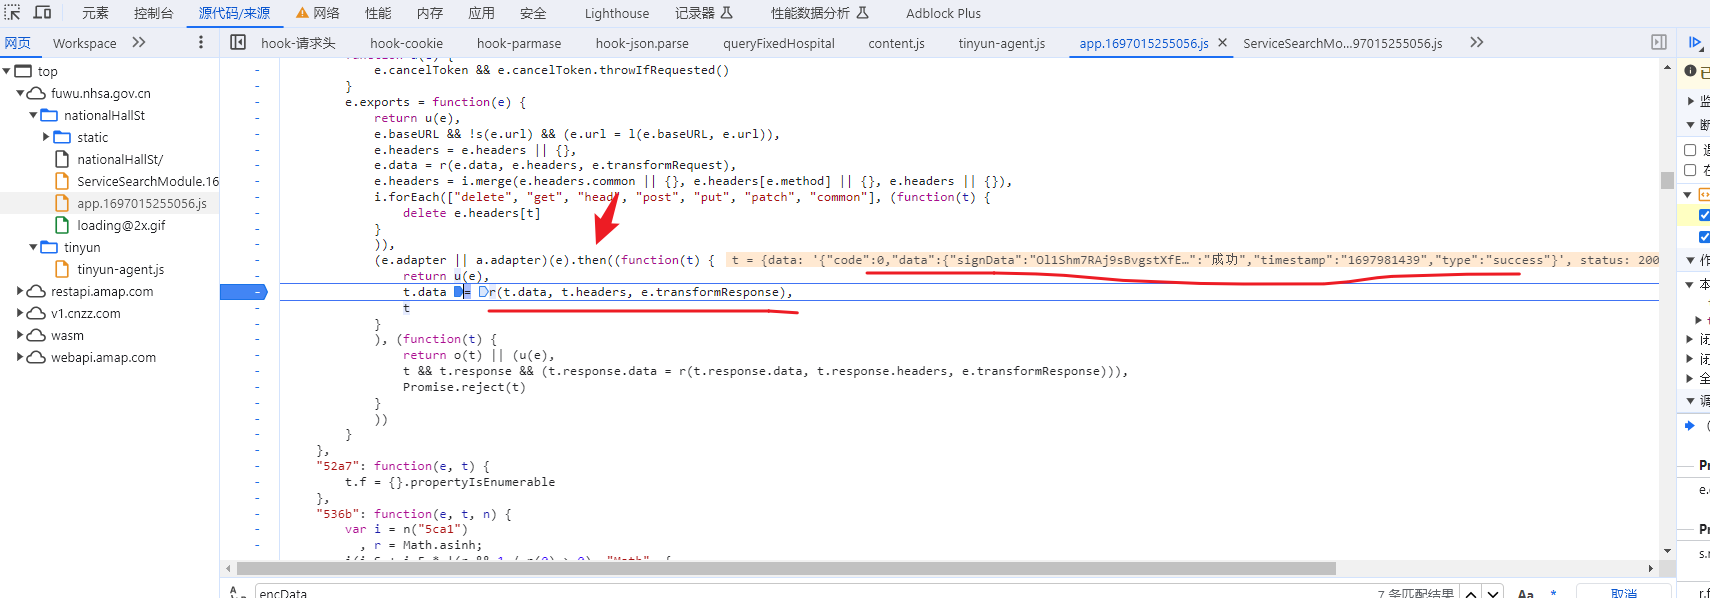 元素 控制台 源代码/来源 网络 性能 内存 应用 安全 Lighthouse 记录器 性能数据分析 Adblock Plus
网页 Workspace hook-请求头 hook-cookie hook-parmase hook-json.parse queryFixedHospital content.js tinyun-agent.js app.1697015255056.js ServiceSearchMo...97015255056.js
top
fuwu.nhsa.gov.cn
nationalHallSt
static
nationalHallSt/
ServiceSearchModule.16
app.1697015255056.js
loading@2x.gif
tinyun
tinyun-agent.js
restapi.amap.com
v1.cnzz.com
wasm
webapi.amap.com
e.cancelToken && e.cancelToken.throwIfRequested()
}
e.exports = function(e) {
return u(e),
e.baseURL && !s(e.url) && (e.url = l(e.baseURL, e.url)),
e.headers = e.headers || {},
e.data = r(e.data, e.headers, e.transformRequest),
e.headers = i.merge(e.headers.common || {}, e.headers[e.method] || {}, e.headers || {}),
i.forEach(["delete", "get", "head", "post", "put", "patch", "common"], (function(t) {
delete e.headers[t]
}
)),
(e.adapter || a.adapter)(e).then((function(t) { t = {data: '{"code":0,"data":{"signData":"Ol1Shm7RAj9sBvgstXfE…":"成功","timestamp":"1697981439","type":"success"}', status: 200
return u(e),
t.data = r(t.data, t.headers, e.transformResponse),
t
}
), (function(t) {
return o(t) || (u(e),
t && t.response && (t.response.data = r(t.response.data, t.response.headers, e.transformResponse))),
Promise.reject(t)
}
))
}
},
"52a7": function(e, t) {
t.f = {}.propertyIsEnumerable
},
"536b": function(e, t, n) {
var i = n("5ca1")
, r = Math.asinh;
encData 7 条匹配结果 Aa .* 取消